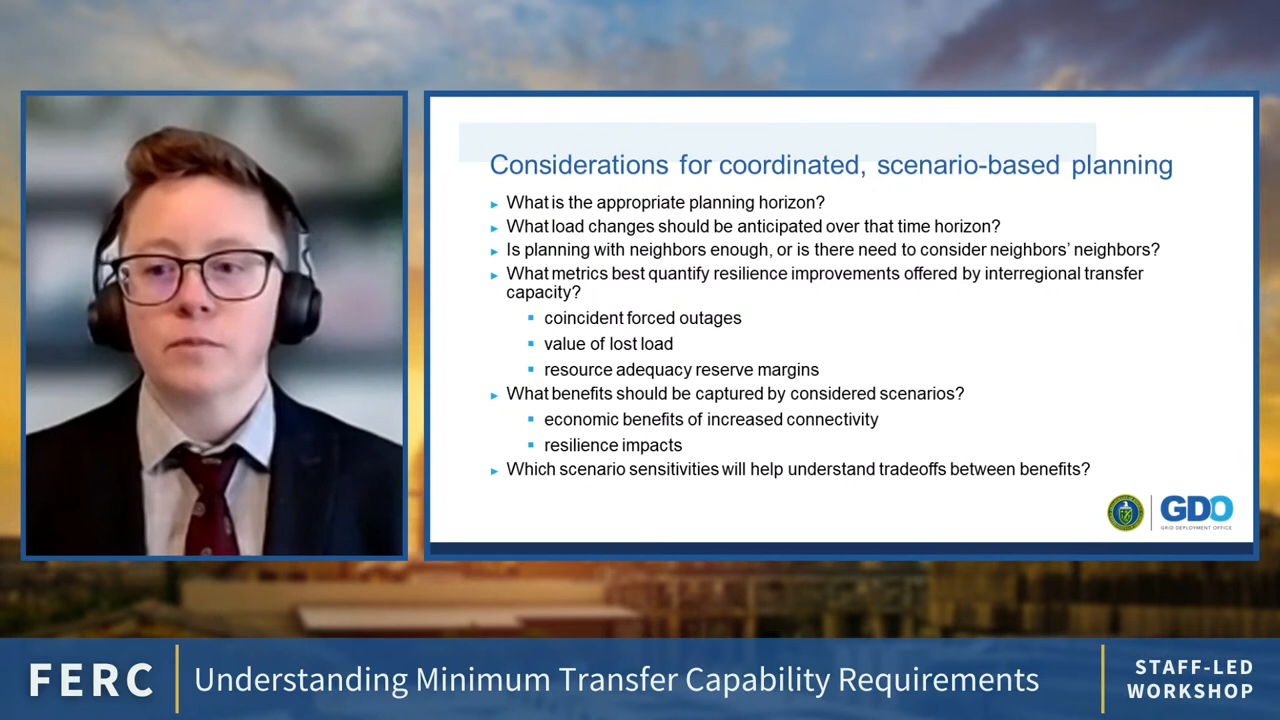 Considerations for coordinated, scenario-based planning
What is the appropriate planning horizon?
What load changes should be anticipated over that time horizon?
Is planning with neighbors enough, or is there need to consider neighbors' neighbors?
What metrics best quantify resilience improvements offered by interregional transfer
capacity?
coincident forced outages
value of lost load
resource adequacy reserve margins
What benefits should be captured by considered scenarios?
economic benefits of increased connectivity
resilience impacts
Which scenario sensitivities will help understand tradeoffs between benefits?
GDO
GRID DEPLOYMENT OFFICE
FERC
Understanding Minimum Transfer Capability Requirements
STAFF-LED
WORKSHOP